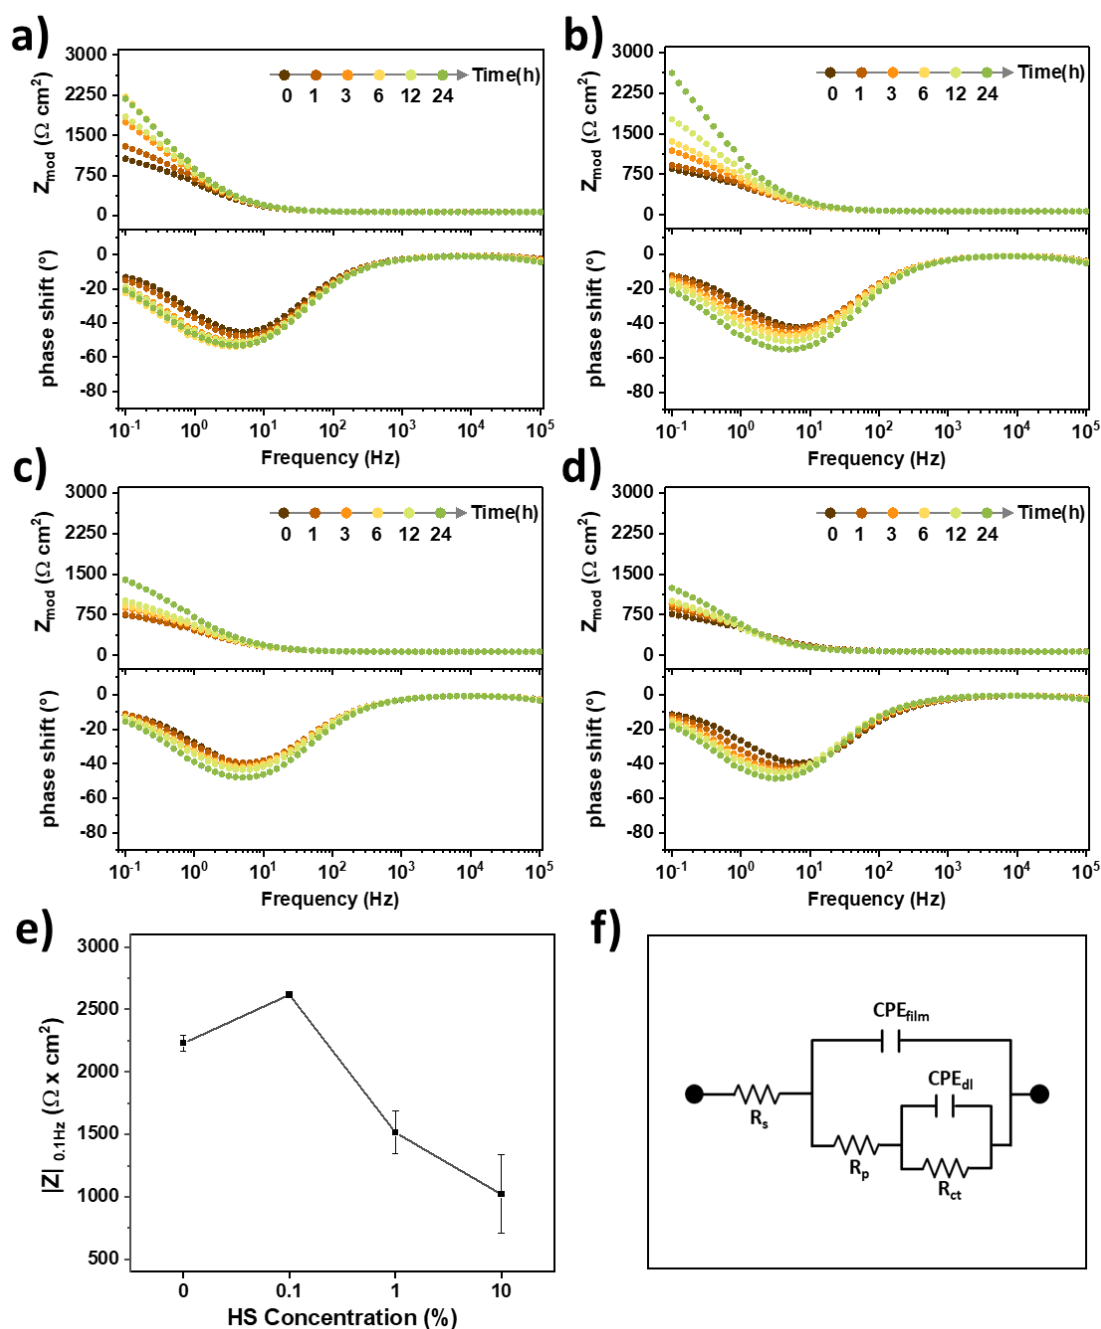 a)
3000
2250
1500
750
0
Z_mod (Ω cm²)
Time(h)
0 1 3 6 12 24
0
-20
-40
-60
-80
phase shift (°)
10⁻¹ 10⁰ 10¹ 10² 10³ 10⁴ 10⁵
Frequency (Hz)
b)
3000
2250
1500
750
0
Z_mod (Ω cm²)
Time(h)
0 1 3 6 12 24
0
-20
-40
-60
-80
phase shift (°)
10⁻¹ 10⁰ 10¹ 10² 10³ 10⁴ 10⁵
Frequency (Hz)
c)
3000
2250
1500
750
0
Z_mod (Ω cm²)
Time(h)
0 1 3 6 12 24
0
-20
-40
-60
-80
phase shift (°)
10⁻¹ 10⁰ 10¹ 10² 10³ 10⁴ 10⁵
Frequency (Hz)
d)
3000
2250
1500
750
0
Z_mod (Ω cm²)
Time(h)
0 1 3 6 12 24
0
-20
-40
-60
-80
phase shift (°)
10⁻¹ 10⁰ 10¹ 10² 10³ 10⁴ 10⁵
Frequency (Hz)
e)
3000
2500
2000
1500
1000
500
|Z| 0.1Hz (Ω x cm²)
0 0.1 1 10
HS Concentration (%)
f)
CPE_film
CPE_dl
R_s
R_p
R_ct